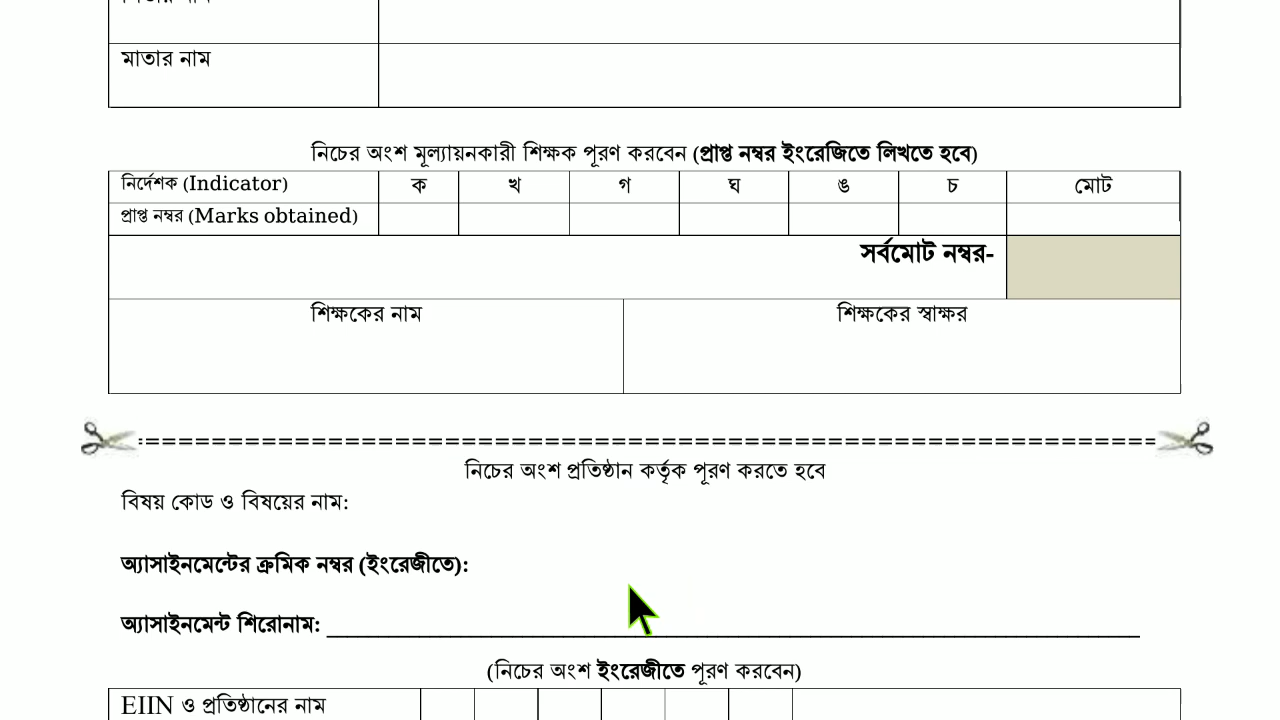 মাতার নাম
নিচের অংশ মূল্যায়নকারী শিক্ষক পূরণ করবেন (প্রাপ্ত নম্বর ইংরেজিতে লিখতে হবে)
নির্দেশক (Indicator) ক খ গ ঘ ঙ চ মোট
প্রাপ্ত নম্বর (Marks obtained)
সর্বমোট নম্বর-
শিক্ষকের নাম শিক্ষকের স্বাক্ষর
নিচের অংশ প্রতিষ্ঠান কর্তৃক পূরণ করতে হবে
বিষয় কোড ও বিষয়ের নাম:
অ্যাসাইনমেন্টের ক্রমিক নম্বর (ইংরেজীতে):
অ্যাসাইনমেন্ট শিরোনাম:
(নিচের অংশ ইংরেজীতে পূরণ করবেন)
EIIN ও প্রতিষ্ঠানের নাম